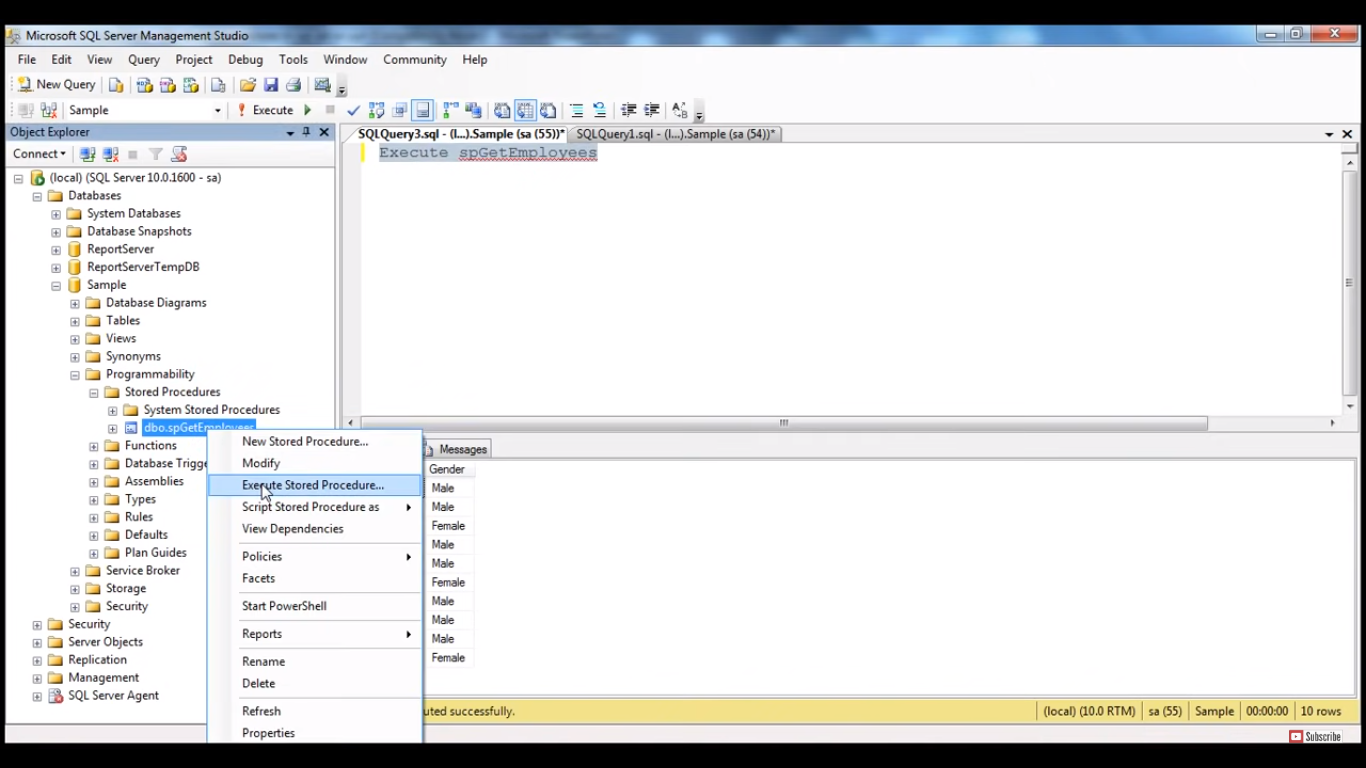 Microsoft SQL Server Management Studio
File Edit View Query Project Debug Tools Window Community Help
New Query
Sample Execute
Object Explorer
Connect
(local) (SQL Server 10.0.1600 - sa)
Databases
System Databases
Database Snapshots
ReportServer
ReportServerTempDB
Sample
Database Diagrams
Tables
Views
Synonyms
Programmability
Stored Procedures
System Stored Procedures
dbo.spGetEmployees
Functions
Database Trigge
Assemblies
Types
Rules
Defaults
Plan Guides
Service Broker
Storage
Security
Security
Server Objects
Replication
Management
SQL Server Agent
New Stored Procedure...
Modify
Execute Stored Procedure...
Script Stored Procedure as
View Dependencies
Policies
Facets
Start PowerShell
Reports
Rename
Delete
Refresh
Properties
SQLQuery3.sql - (l...).Sample (sa (55))* SQLQuery1.sql - (l...).Sample (sa (54))*
Execute spGetEmployees
Messages
Gender
Male
Male
Female
Male
Male
Female
Male
Male
Male
Female
uted successfully. (local) (10.0 RTM) sa (55) Sample 00:00:00 10 rows
Subscribe